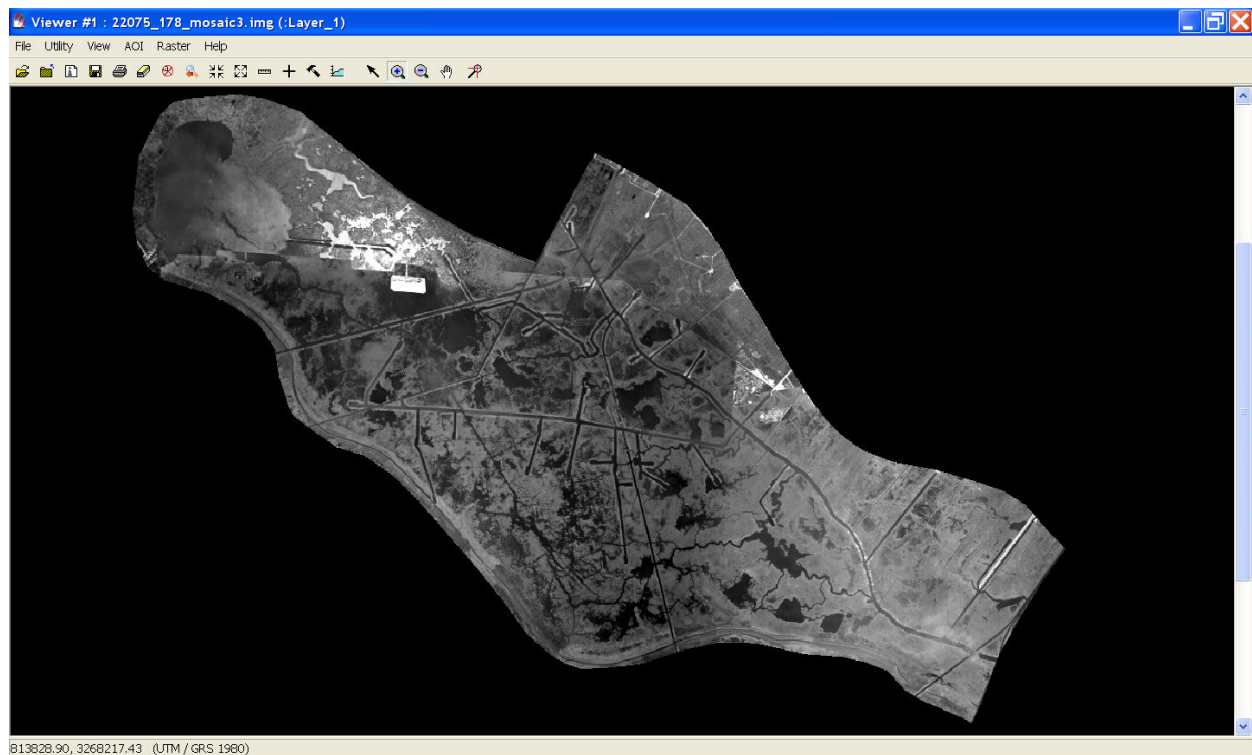 Viewer #1 : 22075_178_mosaic3.img (:Layer_1)
File Utility View AOI Raster Help
813828.90, 3268217.43 (UTM / GRS 1980)